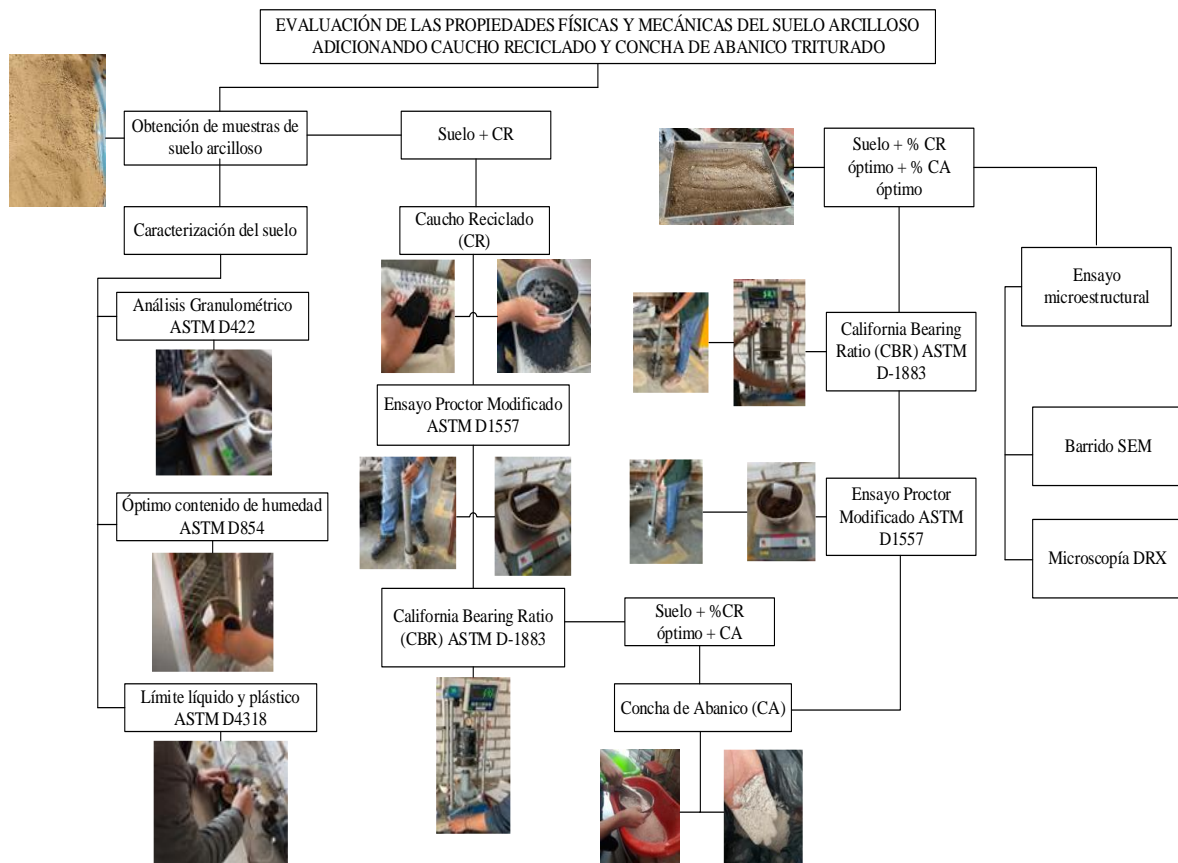 EVALUACIÓN DE LAS PROPIEDADES FÍSICAS Y MECÁNICAS DEL SUELO ARCILLOSO
ADICIONANDO CAUCHO RECICLADO Y CONCHA DE ABANICO TRITURADO
Obtención de muestras de
suelo arcilloso
Suelo + CR
Suelo + % CR
óptimo + % CA
óptimo
Caracterización del suelo
Caucho Reciclado
(CR)
Ensayo
microestructural
Análisis Granulométrico
ASTM D422
California Bearing
Ratio (CBR) ASTM
D-1883
Ensayo Proctor Modificado
ASTM D1557
Barrido SEM
Óptimo contenido de humedad
ASTM D854
Ensayo Proctor
Modificado ASTM
D1557
Microscopía DRX
California Bearing Ratio
(CBR) ASTM D-1883
Suelo + %CR
óptimo + CA
Límite líquido y plástico
ASTM D4318
Concha de Abanico (CA)